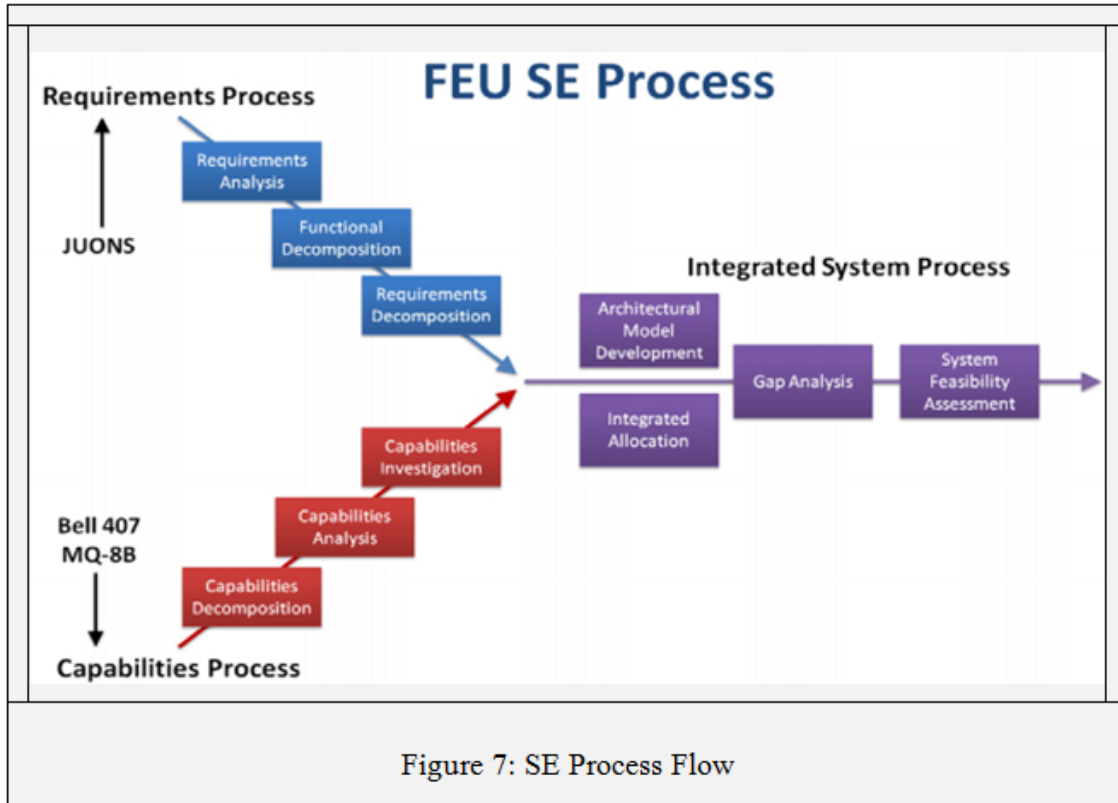 FEU SE Process
Requirements Process
JUONS
Requirements
Analysis
Functional
Decomposition
Requirements
Decomposition
Bell 407
MQ-8B
Capabilities Process
Capabilities
Decomposition
Capabilities
Analysis
Capabilities
Investigation
Integrated System Process
Architectural
Model
Development
Integrated
Allocation
Gap Analysis
System
Feasibility
Assessment
Figure 7: SE Process Flow